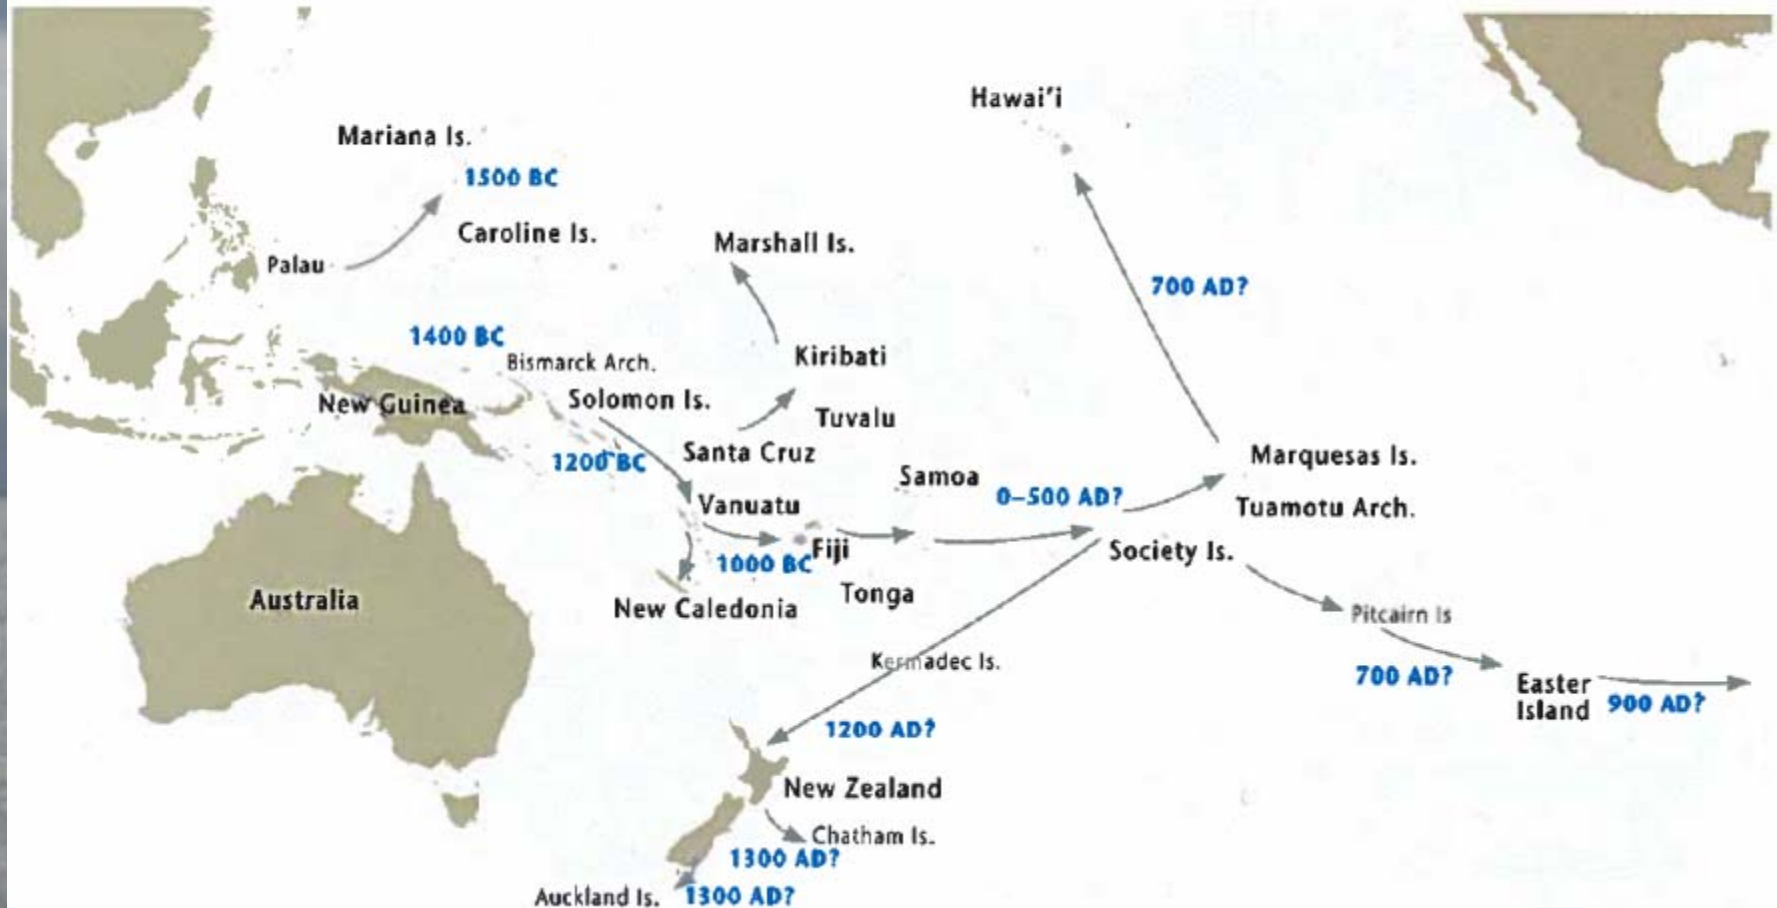 Hawai'i
Mariana Is.
1500 BC
Caroline Is.
Marshall Is.
Palau
700 AD?
1400 BC
Bismarck Arch.
Kiribati
New Guinea
Solomon Is.
Tuvalu
1200 BC
Santa Cruz
Marquesas Is.
Samoa
0–500 AD?
Vanuatu
Tuamotu Arch.
Fiji
1000 BC
Society Is.
Australia
New Caledonia
Tonga
Pitcairn Is
Kermadec Is.
700 AD?
Easter
Island
900 AD?
1200 AD?
New Zealand
Chatham Is.
1300 AD?
Auckland Is.
1300 AD?